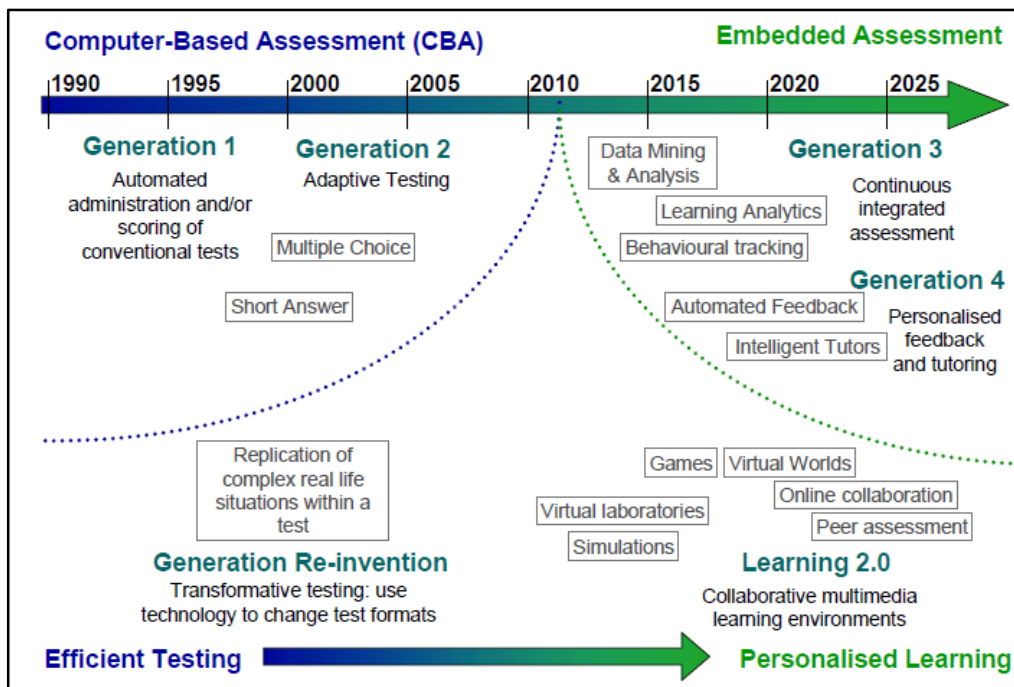 Computer-Based Assessment (CBA)
Embedded Assessment
1990
1995
2000
2005
2010
2015
2020
2025
Generation 1
Automated
administration and/or
scoring of
conventional tests
Generation 2
Adaptive Testing
Multiple Choice
Short Answer
Data Mining
& Analysis
Learning Analytics
Behavioural tracking
Generation 3
Continuous
integrated
assessment
Generation 4
Personalised
feedback
and tutoring
Automated Feedback
Intelligent Tutors
Replication of
complex real life
situations within a
test
Generation Re-invention
Transformative testing: use
technology to change test formats
Games
Virtual Worlds
Online collaboration
Virtual laboratories
Peer assessment
Simulations
Learning 2.0
Collaborative multimedia
learning environments
Efficient Testing
Personalised Learning